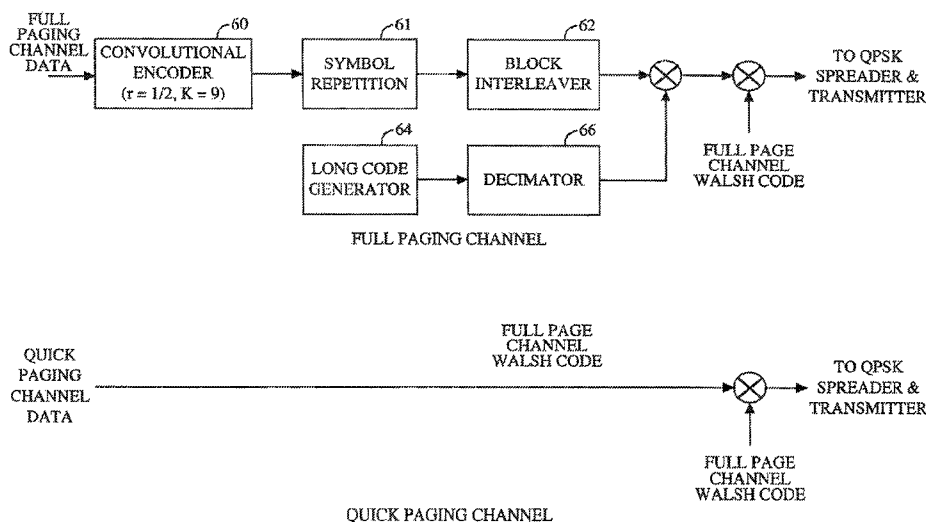 FULL
PAGING
CHANNEL
DATA
60
CONVOLUTIONAL
ENCODER
(r = 1/2, K = 9)
61
SYMBOL
REPETITION
62
BLOCK
INTERLEAVER
TO QPSK
SPREADER &
TRANSMITTER
64
LONG CODE
GENERATOR
66
DECIMATOR
FULL PAGE
CHANNEL
WALSH CODE
FULL PAGING CHANNEL
QUICK
PAGING
CHANNEL
DATA
FULL PAGE
CHANNEL
WALSH CODE
TO QPSK
SPREADER &
TRANSMITTER
FULL PAGE
CHANNEL
WALSH CODE
QUICK PAGING CHANNEL